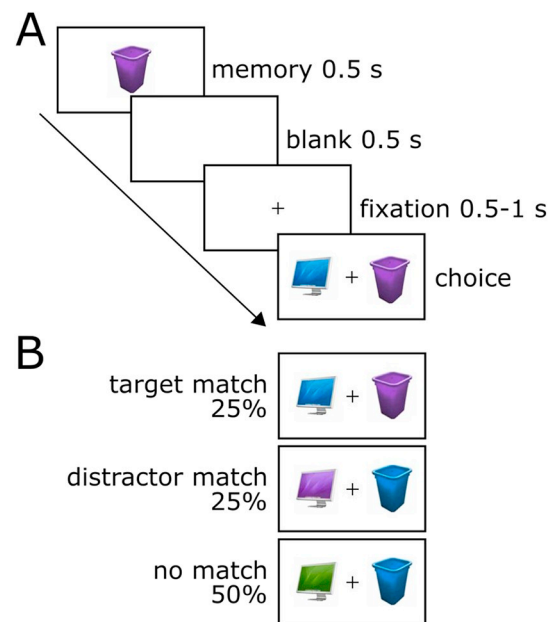 A
memory 0.5 s
blank 0.5 s
+
fixation 0.5-1 s
+
choice
B
target match
25%
+
distractor match
25%
+
no match
50%
+